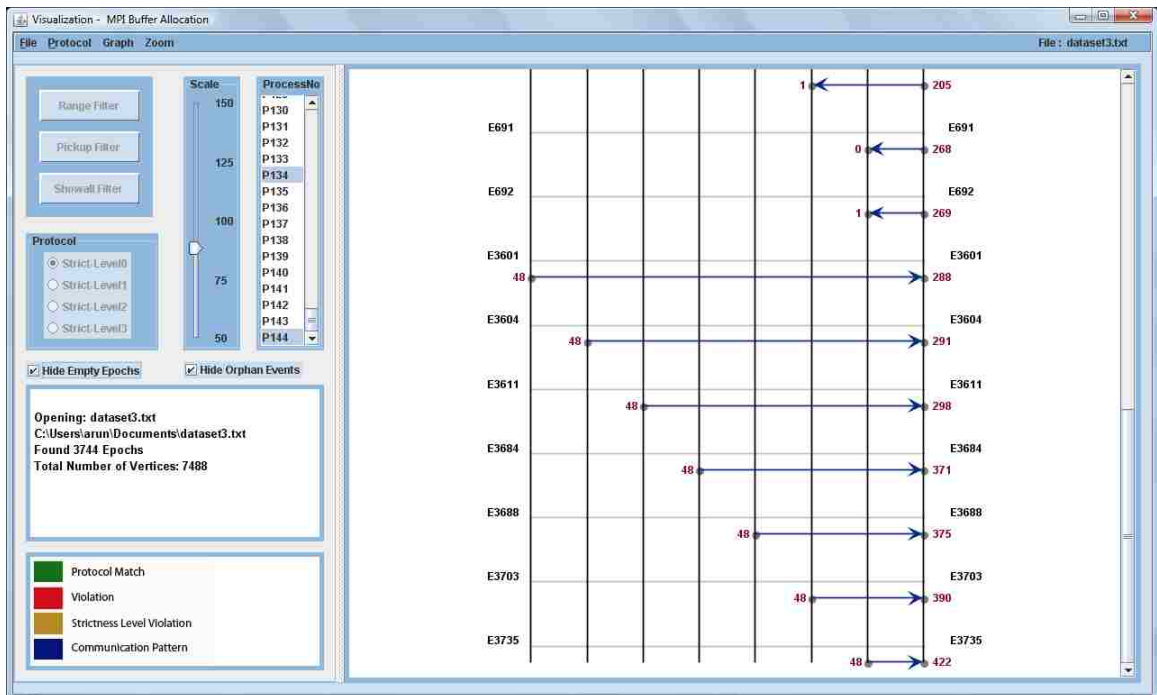 Visualization - MPI Buffer Allocation
File Protocol Graph Zoom
File : dataset3.txt
Range Filter
Pickup Filter
Showall Filter
Protocol
Strict-Level0
Strict-Level1
Strict-Level2
Strict-Level3
Scale
150
125
100
75
50
ProcessNo
P130
P131
P132
P133
P134
P135
P136
P137
P138
P139
P140
P141
P142
P143
P144
Hide Empty Epochs
Hide Orphan Events
Opening: dataset3.txt
C:\Users\arun\Documents\dataset3.txt
Found 3744 Epochs
Total Number of Vertices: 7488
Protocol Match
Violation
Strictness Level Violation
Communication Pattern
1 205
E691 E691
0 268
E692 E692
1 269
E3601 E3601
48 288
E3604 E3604
48 291
E3611 E3611
48 298
E3684 E3684
48 371
E3688 E3688
48 375
E3703 E3703
48 390
E3735 E3735
48 422